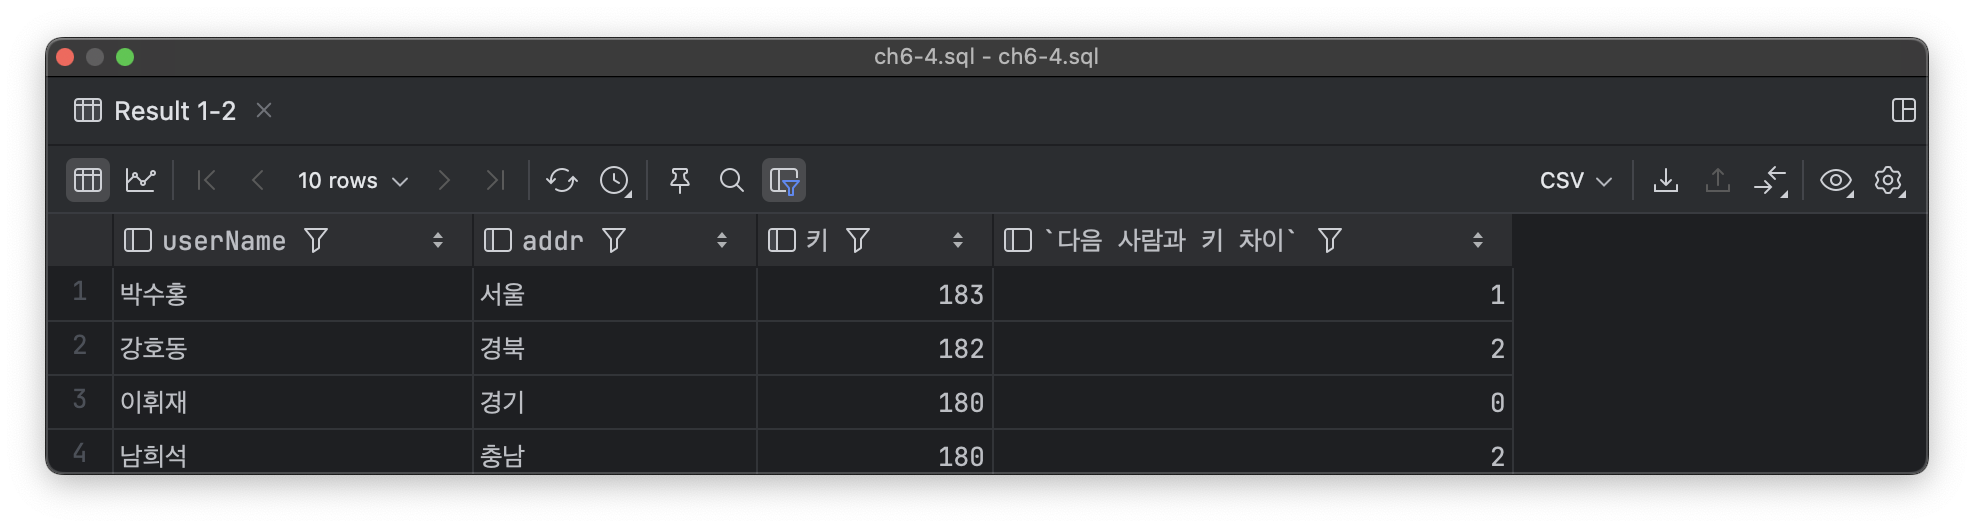 ch6-4.sql - ch6-4.sql
Result 1-2
10 rows CSV
userName addr 키 `다음 사람과 키 차이`
1 박수홍 서울 183 1
2 강호동 경북 182 2
3 이휘재 경기 180 0
4 남희석 충남 180 2